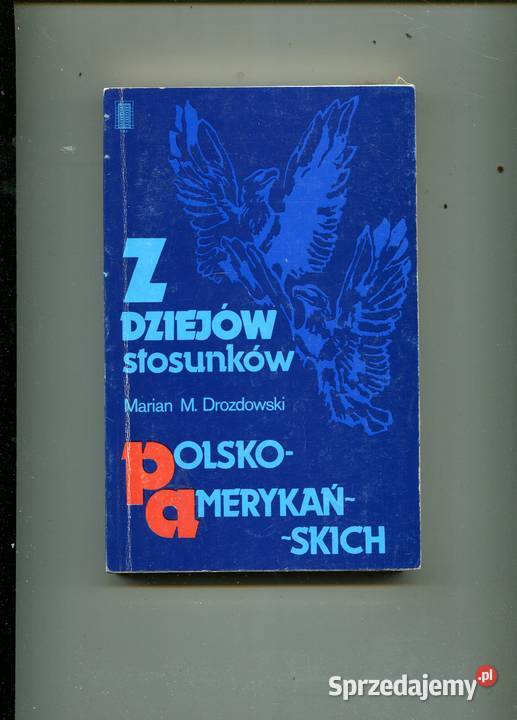 Z
DZIEJÓW
stosunków
Marian M. Drozdowski
POLSKO-
AMERYKAŃ-
-SKICH
Sprzedajemy.pl